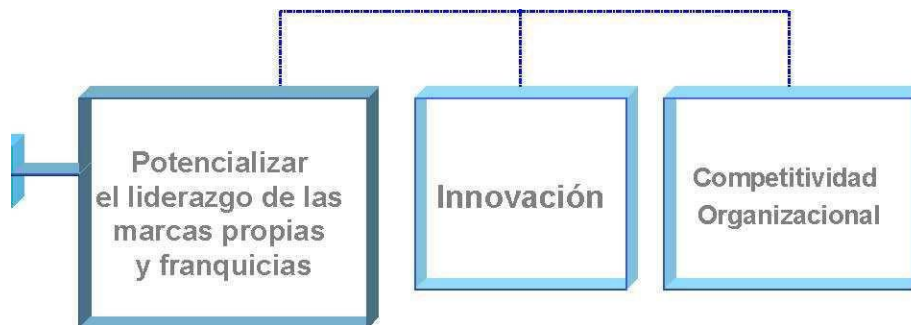 Potencializar
el liderazgo de las
marcas propias
y franquicias
Innovación
Competitividad
Organizacional